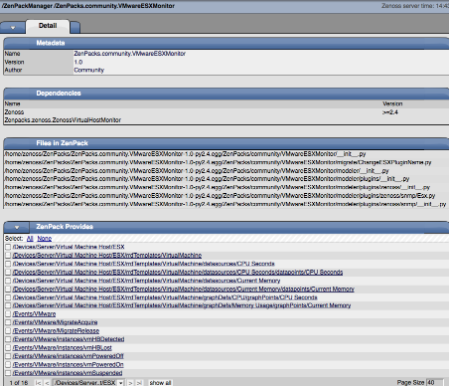 /ZenPackManager /ZenPacks.community.VMwareESXMonitor
Zenoss server time: 14:43
Detail
Metadata
Name ZenPacks.community.VMwareESXMonitor
Version 1.0
Author Community
Dependencies
Name Version
Zenoss >=2.4
Zenpacks.zenoss.ZenossVirtualHostMonitor
Files in ZenPack
/home/zenoss/ZenPacks/ZenPacks.community.VMwareESXMonitor-1.0-py2.4.egg/ZenPacks/community/VMwareESXMonitor/__init__.py
/home/zenoss/ZenPacks/ZenPacks.community.VMwareESXMonitor-1.0-py2.4.egg/ZenPacks/community/VMwareESXMonitor/migrate/ChangeESXPluginName.py
/home/zenoss/ZenPacks/ZenPacks.community.VMwareESXMonitor-1.0-py2.4.egg/ZenPacks/community/VMwareESXMonitor/modeler/__init__.py
/home/zenoss/ZenPacks/ZenPacks.community.VMwareESXMonitor-1.0-py2.4.egg/ZenPacks/community/VMwareESXMonitor/modeler/plugins/__init__.py
/home/zenoss/ZenPacks/ZenPacks.community.VMwareESXMonitor-1.0-py2.4.egg/ZenPacks/community/VMwareESXMonitor/modeler/plugins/zenoss/__init__.py
/home/zenoss/ZenPacks/ZenPacks.community.VMwareESXMonitor-1.0-py2.4.egg/ZenPacks/community/VMwareESXMonitor/modeler/plugins/zenoss/snmp/Esx.py
/home/zenoss/ZenPacks/ZenPacks.community.VMwareESXMonitor-1.0-py2.4.egg/ZenPacks/community/VMwareESXMonitor/modeler/plugins/zenoss/snmp/__init__.py
ZenPack Provides
Select: All None
/Devices/Server/Virtual Machine Host/ESX
/Devices/Server/Virtual Machine Host/ESX/rrdTemplates/VirtualMachine
/Devices/Server/Virtual Machine Host/ESX/rrdTemplates/VirtualMachine/datasources/CPU Seconds
/Devices/Server/Virtual Machine Host/ESX/rrdTemplates/VirtualMachine/datasources/CPU Seconds/datapoints/CPU Seconds
/Devices/Server/Virtual Machine Host/ESX/rrdTemplates/VirtualMachine/datasources/Current Memory
/Devices/Server/Virtual Machine Host/ESX/rrdTemplates/VirtualMachine/datasources/Current Memory/datapoints/Current Memory
/Devices/Server/Virtual Machine Host/ESX/rrdTemplates/VirtualMachine/graphDefs/CPU/graphPoints/CPU Seconds
/Devices/Server/Virtual Machine Host/ESX/rrdTemplates/VirtualMachine/graphDefs/Memory Usage/graphPoints/Current Memory
/Events/VMware
/Events/VMware/MigrateAcquire
/Events/VMware/MigrateRelease
/Events/VMware/instances/vmHBDetected
/Events/VMware/instances/vmHBLost
/Events/VMware/instances/vmPoweredOff
/Events/VMware/instances/vmPoweredOn
/Events/VMware/instances/vmSuspended
1 of 16 |< < /Devices/Server...t/ESX > >| show all Page Size 40